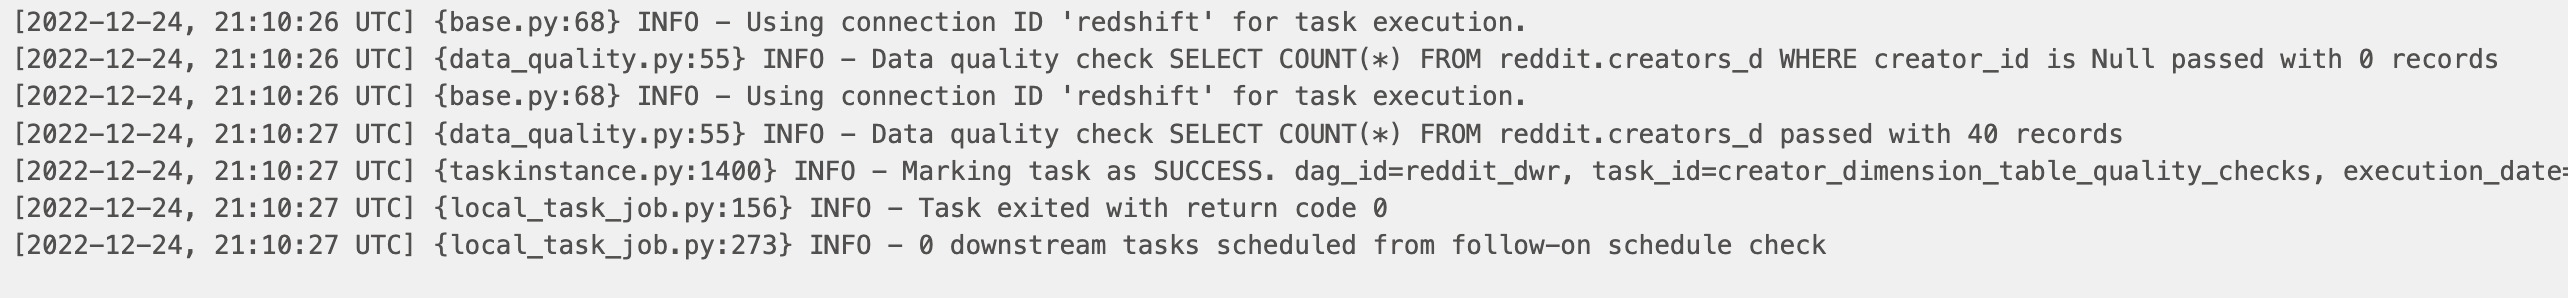 [2022-12-24, 21:10:26 UTC] {base.py:68} INFO - Using connection ID 'redshift' for task execution.
[2022-12-24, 21:10:26 UTC] {data_quality.py:55} INFO - Data quality check SELECT COUNT(*) FROM reddit.creators_d WHERE creator_id is Null passed with 0 records
[2022-12-24, 21:10:26 UTC] {base.py:68} INFO - Using connection ID 'redshift' for task execution.
[2022-12-24, 21:10:27 UTC] {data_quality.py:55} INFO - Data quality check SELECT COUNT(*) FROM reddit.creators_d passed with 40 records
[2022-12-24, 21:10:27 UTC] {taskinstance.py:1400} INFO - Marking task as SUCCESS. dag_id=reddit_dwr, task_id=creator_dimension_table_quality_checks, execution_date=
[2022-12-24, 21:10:27 UTC] {local_task_job.py:156} INFO - Task exited with return code 0
[2022-12-24, 21:10:27 UTC] {local_task_job.py:273} INFO - 0 downstream tasks scheduled from follow-on schedule check